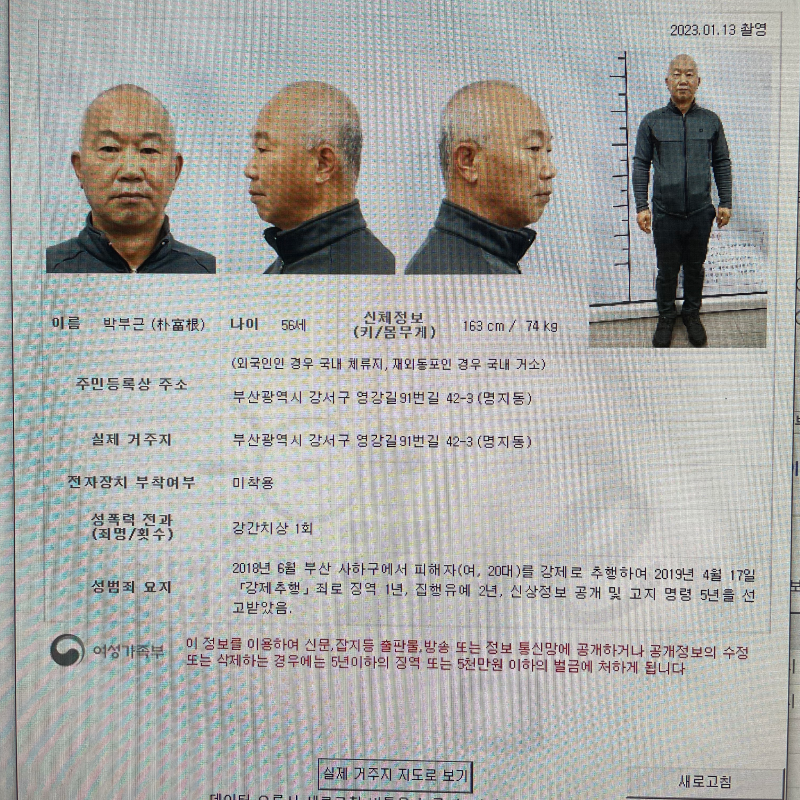 2023.01.13 촬영
이름 박부근 (朴富根) 나이 56세 신체정보 (키/몸무게) 163 cm / 74 kg
(외국인인 경우 국내 체류지, 재외동포인 경우 국내 거소)
주민등록상 주소
부산광역시 강서구 영강길91번길 42-3 (명지동)
실제 거주지 부산광역시 강서구 영강길91번길 42-3 (명지동)
전자장치 부착여부 미착용
성폭력 전과
(죄명/횟수)
강간치상 1회
성범죄 요지
2018년 6월 부산 사하구에서 피해자(여, 20대)를 강제로 추행하여 2019년 4월 17일
「강제추행」죄로 징역 1년, 집행유예 2년, 신상정보 공개 및 고지 명령 5년을 선
고받았음.
여성가족부
이 정보를 이용하여 신문,잡지등 출판물,방송 또는 정보 통신망에 공개하거나 공개정보의 수정
또는 삭제하는 경우에는 5년이하의 징역 또는 5천만원 이하의 벌금에 처하게 됩니다
실제 거주지 지도로 보기
새로고침